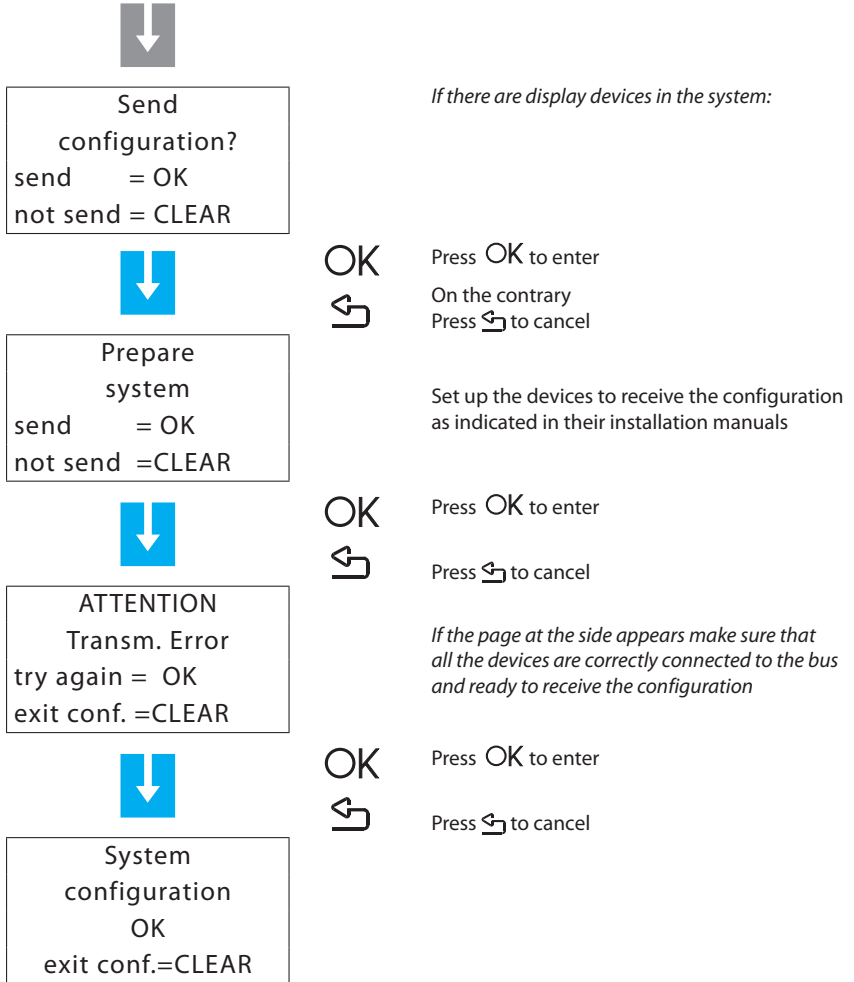 Send
configuration?
send = OK
not send = CLEAR
If there are display devices in the system:
OK
Press OK to enter
On the contrary
Press to cancel
Prepare
system
send = OK
not send =CLEAR
Set up the devices to receive the configuration
as indicated in their installation manuals
OK
Press OK to enter
Press to cancel
ATTENTION
Transm. Error
try again = OK
exit conf. =CLEAR
If the page at the side appears make sure that
all the devices are correctly connected to the bus
and ready to receive the configuration
OK
Press OK to enter
Press to cancel
System
configuration
OK
exit conf.=CLEAR